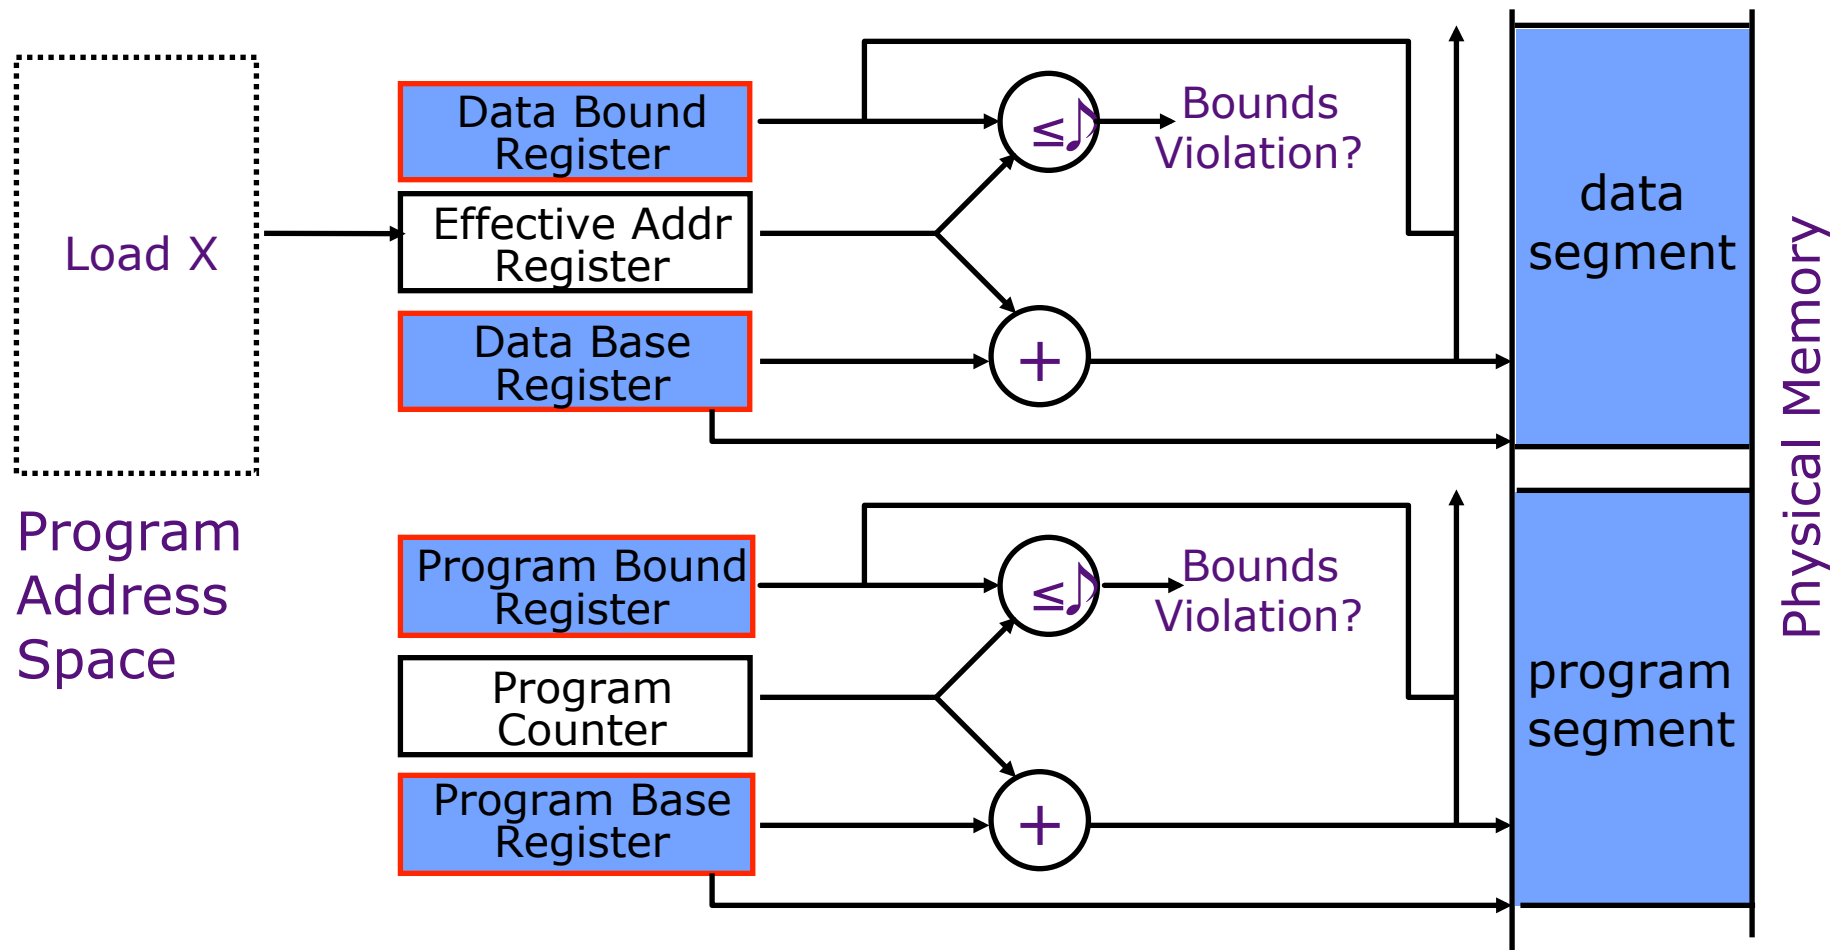 Load X
Program
Address
Space
Data Bound
Register
Effective Addr
Register
Data Base
Register
≤♪
Bounds
Violation?
+
data
segment
Program Bound
Register
Program
Counter
Program Base
Register
≤♪
Bounds
Violation?
+
program
segment
Physical Memory